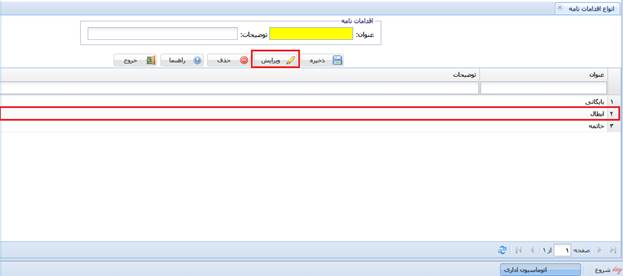 انواع اقدامات نامه
اقدامات نامه
عنوان: توضیحات:
ذخیره ویرایش حذف راهنما خروج
عنوان توضیحات
۱ بایگانی
۲ ابطال
۳ خاتمه
صفحه ۱ از ۱
شروع اتوماسیون اداری